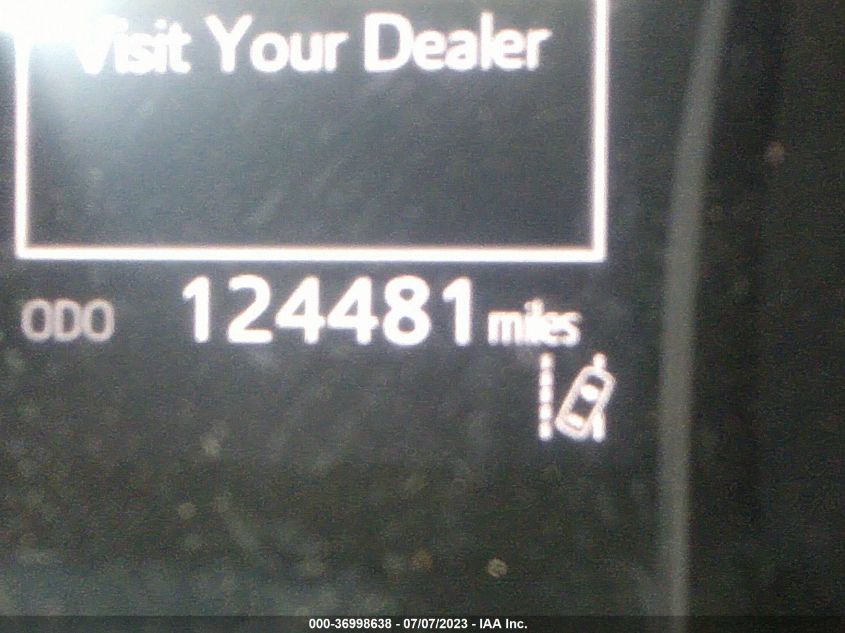 Visit Your Dealer
ODO 124481 miles
000-36998638 - 07/07/2023 - IAA Inc.